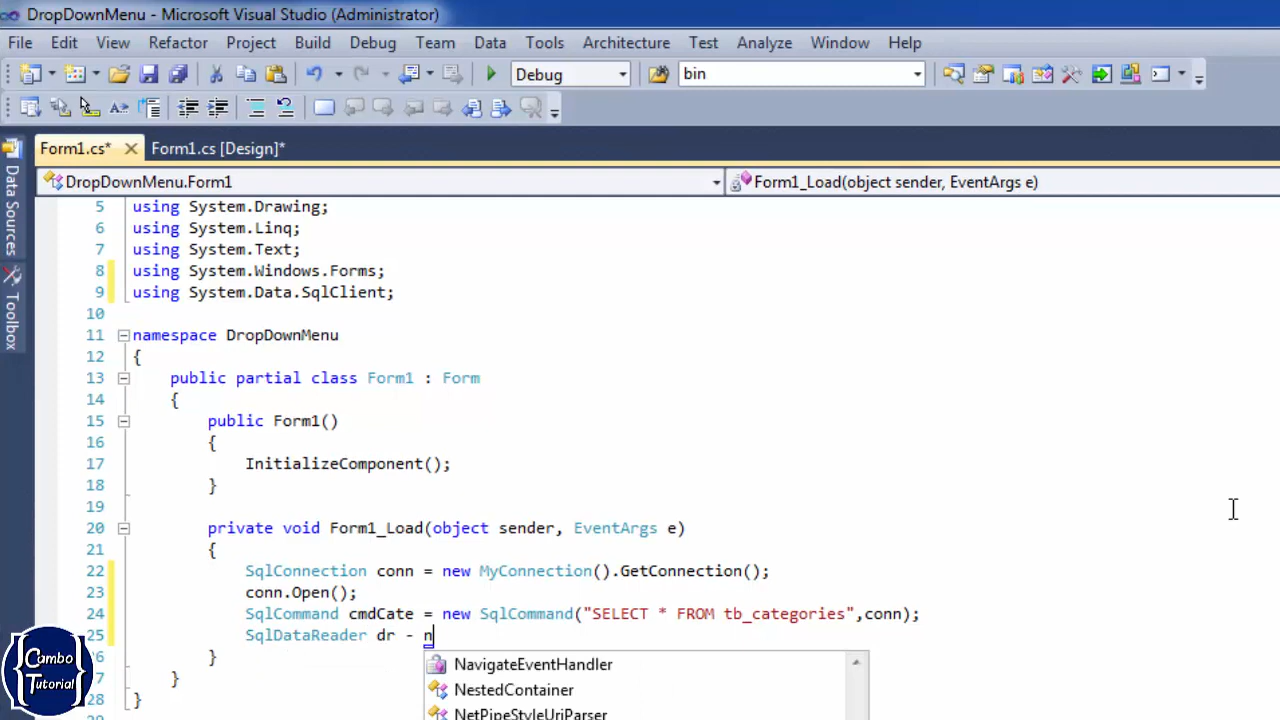 DropDownMenu - Microsoft Visual Studio (Administrator)
File Edit View Refactor Project Build Debug Team Data Tools Architecture Test Analyze Window Help
Debug bin
Form1.cs* Form1.cs [Design]*
DropDownMenu.Form1 Form1_Load(object sender, EventArgs e)
Data Sources
Toolbox
5 using System.Drawing;
6 using System.Linq;
7 using System.Text;
8 using System.Windows.Forms;
9 using System.Data.SqlClient;
10
11 namespace DropDownMenu
12 {
13 public partial class Form1 : Form
14 {
15 public Form1()
16 {
17 InitializeComponent();
18 }
19
20 private void Form1_Load(object sender, EventArgs e)
21 {
22 SqlConnection conn = new MyConnection().GetConnection();
23 conn.Open();
24 SqlCommand cmdCate = new SqlCommand("SELECT * FROM tb_categories",conn);
25 SqlDataReader dr - n
26 }
7 }
28 }
NavigateEventHandler
NestedContainer
NetPipeStyleUriParser
{Cambo Tutorial}